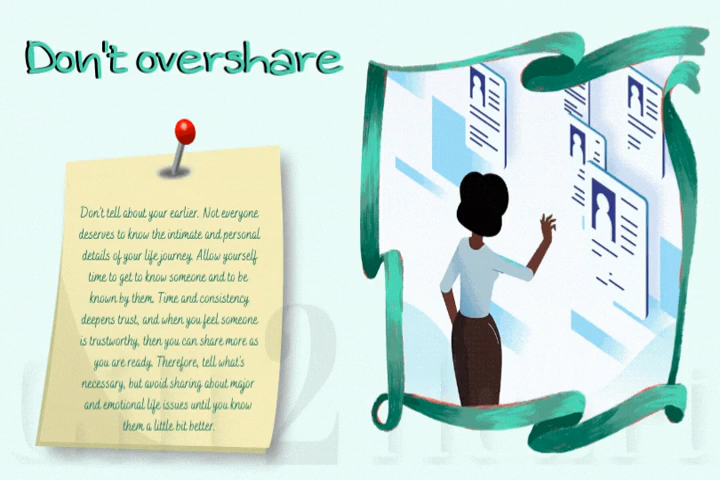 Don't overshare
Don't tell about your earlier. Not everyone
deserves to know the intimate and personal
details of your life journey. Allow yourself
time to get to know someone and to be
known by them. Time and consistency
deepens trust, and when you feel someone
is trustworthy, then you can share more as
you are ready. Therefore, tell what's
necessary, but avoid sharing about major
and emotional life issues until you know
them a little bit better.